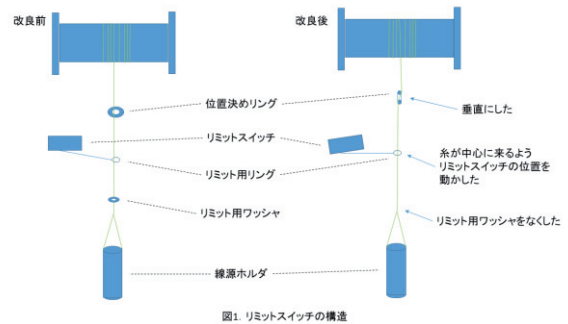 改良前
改良後
位置決めリング
垂直にした
リミットスイッチ
糸が中心に来るよう
リミットスイッチの位置を
動かした
リミット用リング
リミット用ワッシャ
リミット用ワッシャをなくした
線源ホルダ
図1. リミットスイッチの構造